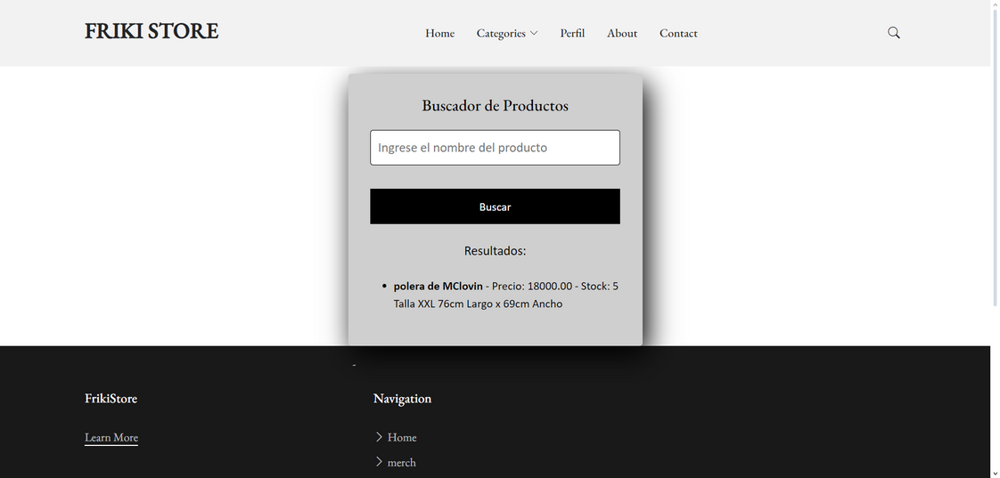 FRIKI STORE
Home Categories Perfil About Contact
Buscador de Productos
Ingrese el nombre del producto
Buscar
Resultados:
• polera de MClovin - Precio: 18000.00 - Stock: 5
Talla XXL 76cm Largo x 69cm Ancho
-
FrikiStore
Learn More
Navigation
Home
merch